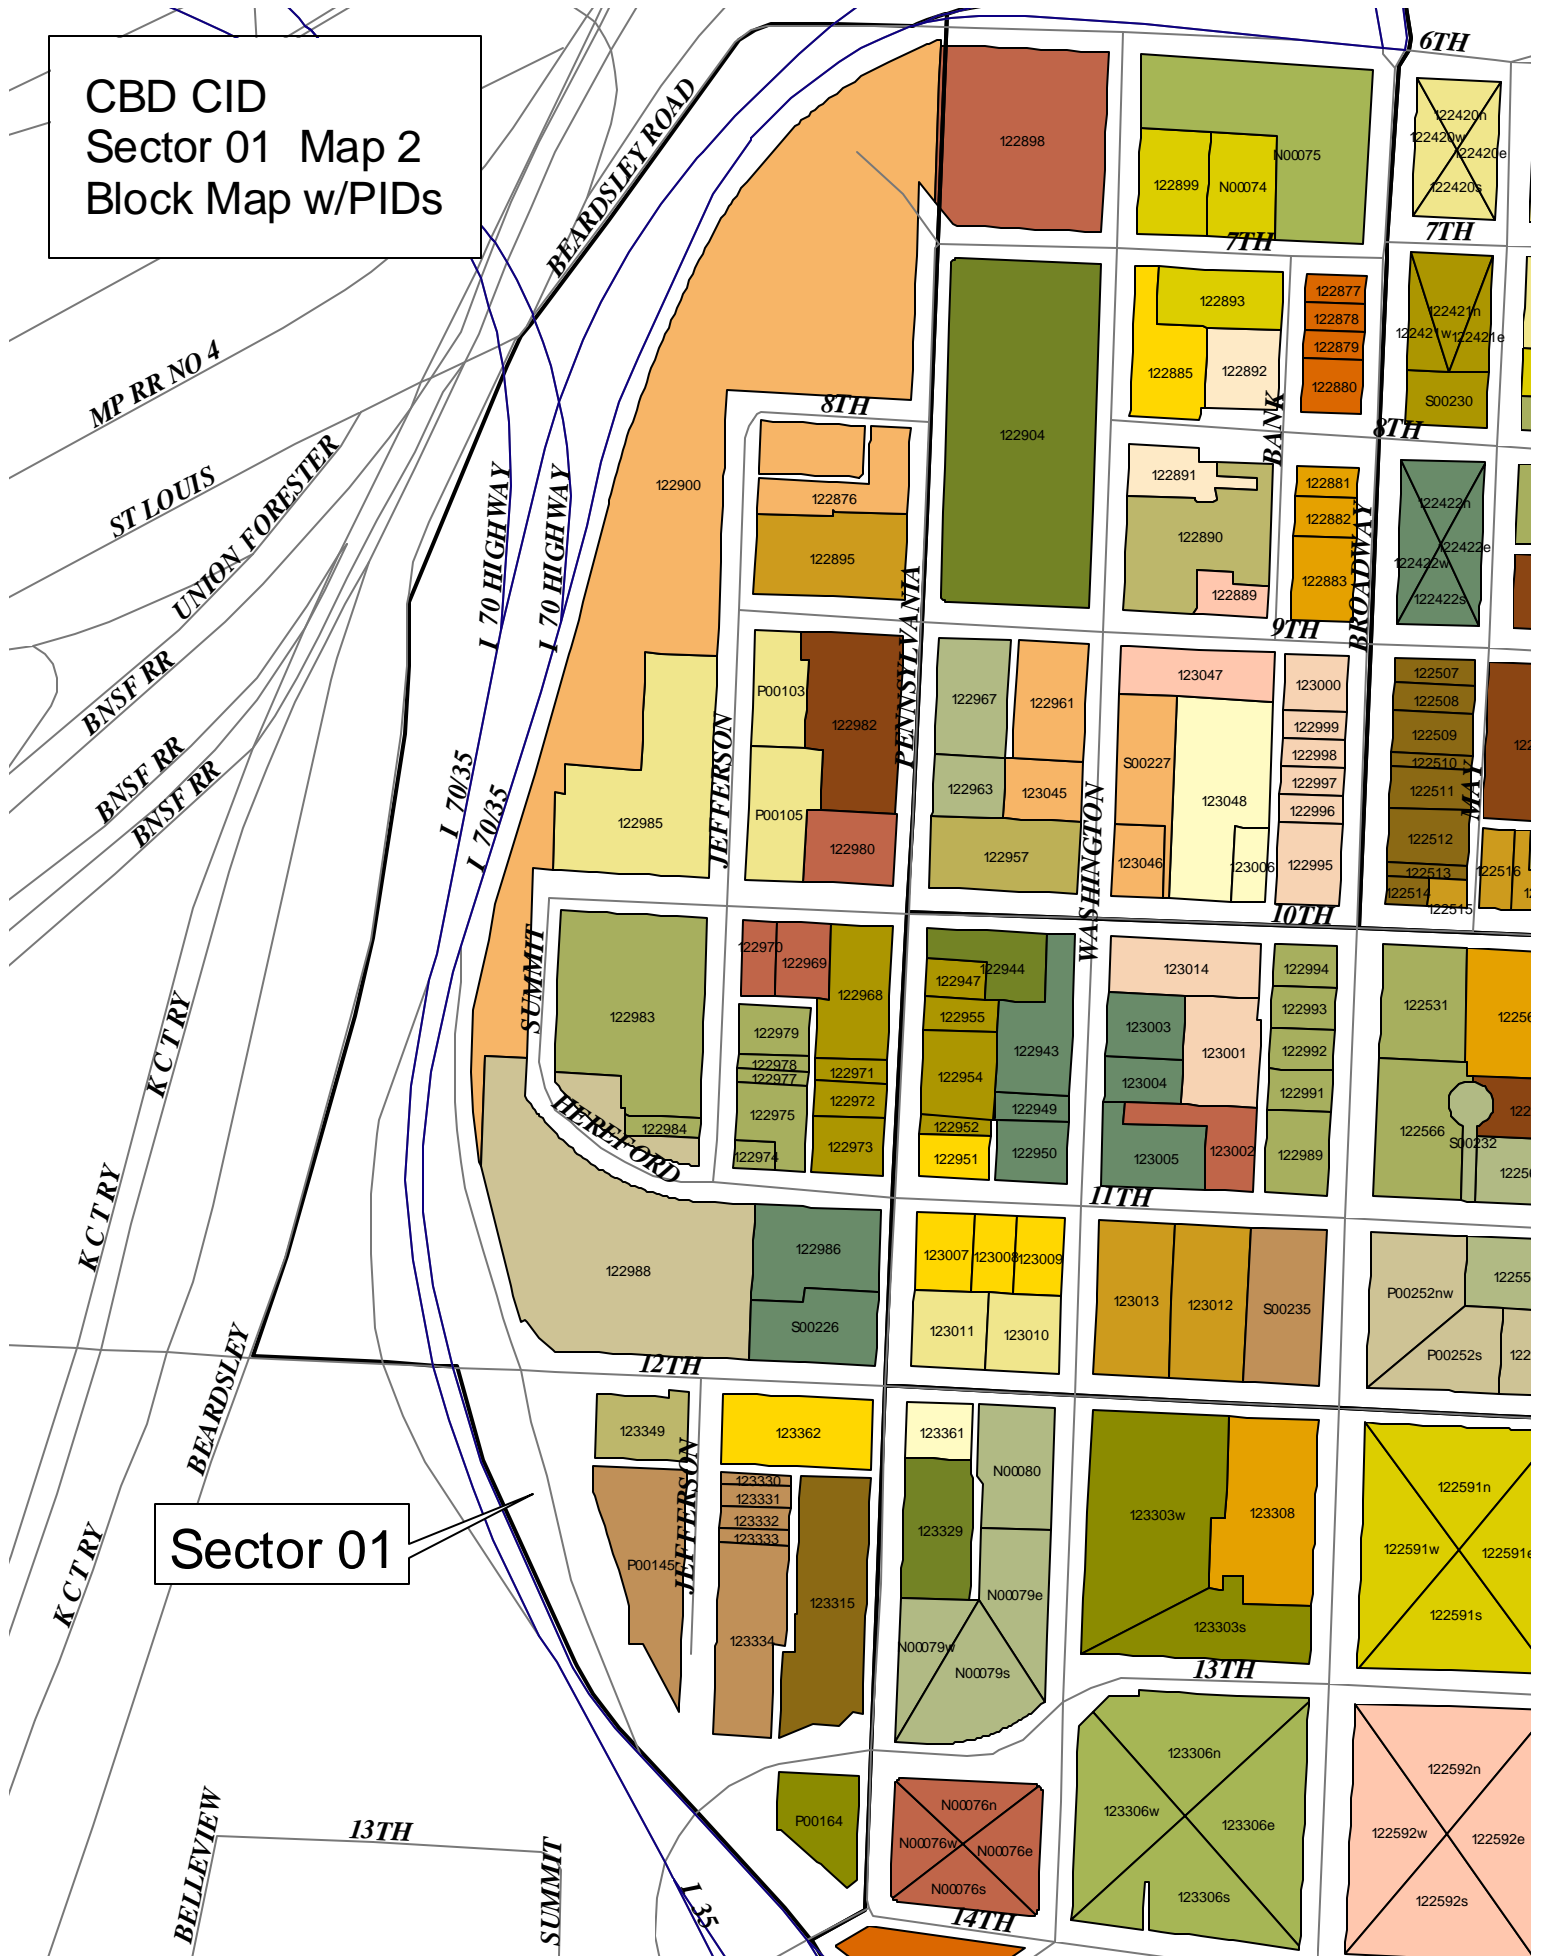 CBD CID
Sector 01  Map 2
Block Map w/PIDs
6TH
BEARDSLEY ROAD
122898
N00075
122899
N00074
122420n
122420w
122420e
122420s
7TH
7TH
122893
122885
122892
122877
122878
122879
122880
122421n
122421w
122421e
S00230
MP RR NO 4
8TH
8TH
BANK
122904
122900
122876
122895
122891
122890
122889
122881
122882
122883
122422n
122422e
122422w
122422s
ST LOUIS
UNION FORESTER
I 70 HIGHWAY
I 70 HIGHWAY
PENNSYLVANIA
BROADWAY
9TH
BNSF RR
BNSF RR
BNSF RR
P00103
122982
122967
122961
123047
123000
122999
122998
122997
122996
122995
122507
122508
122509
122510
122511
122512
122513
122514
122515
122516
S00227
123048
123046
123006
122963
123045
122957
P00105
122980
122985
JEFFERSON
WASHINGTON
MAY
I 70/35
I 70/35
10TH
SUMMIT
122983
122984
122970
122969
122968
122979
122978
122977
122975
122974
122971
122972
122973
122944
122947
122955
122954
122943
122949
122952
122951
122950
123014
123003
123001
123004
123005
123002
122994
122993
122992
122991
122989
122531
122566
S00232
HEREFORD
11TH
K C T RY
K C T RY
122988
122986
S00226
123007
123008
123009
123011
123010
123013
123012
S00235
P00252nw
P00252s
12TH
BEARDSLEY
123349
123362
123361
N00080
123329
N00079e
N00079w
N00079s
123330
123331
123332
123333
123334
123315
P00145
JEFFERSON
123303w
123308
123303s
122591n
122591w
122591e
122591s
Sector 01
K C T RY
13TH
123306n
123306w
123306e
123306s
122592n
122592w
122592e
122592s
P00164
N00076n
N00076w
N00076e
N00076s
14TH
13TH
BELLEVIEW
SUMMIT
I 35